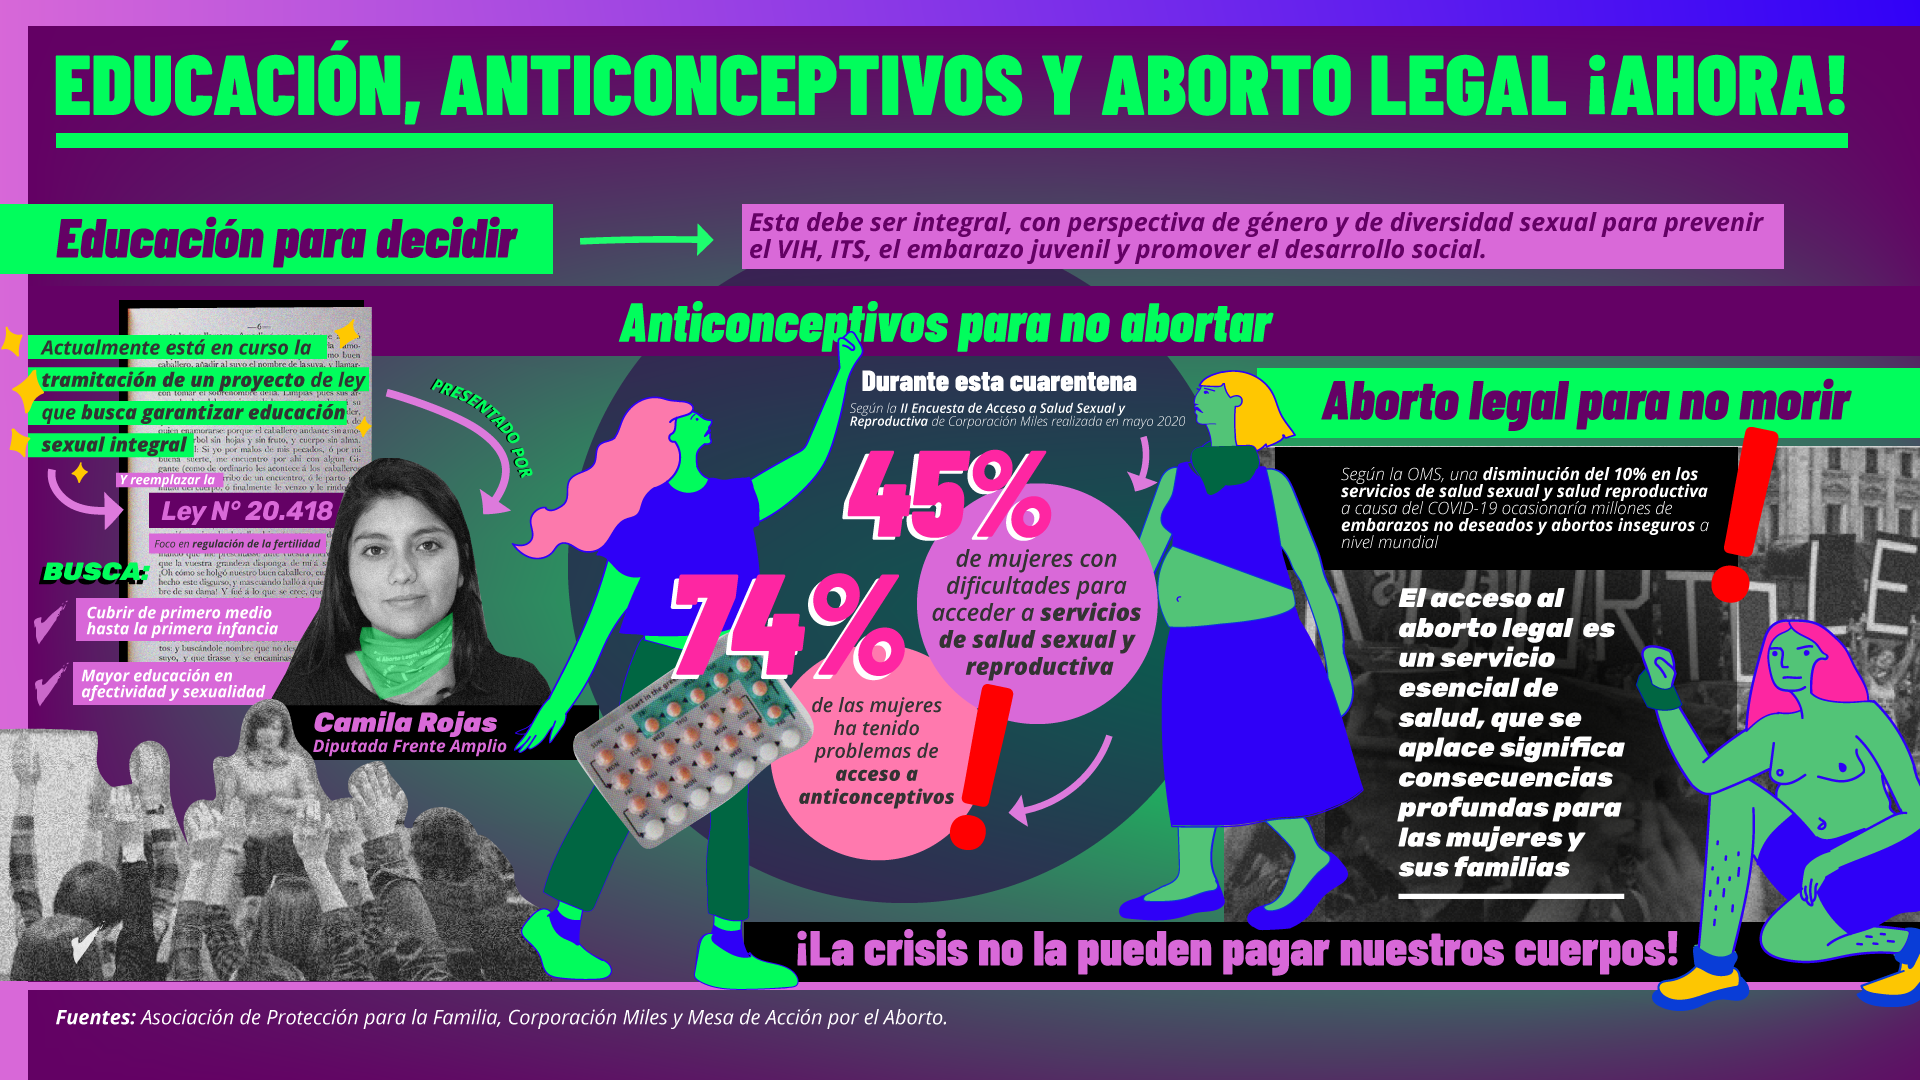 EDUCACIÓN, ANTICONCEPTIVOS Y ABORTO LEGAL ¡AHORA!
Educación para decidir
Esta debe ser integral, con perspectiva de género y de diversidad sexual para prevenir
el VIH, ITS, el embarazo juvenil y promover el desarrollo social.
Actualmente está en curso la
tramitación de un proyecto de ley
que busca garantizar educación
sexual integral
Y reemplazar la
Ley N° 20.418
Foco en regulación de la fertilidad
BUSCA:
Cubrir de primero medio
hasta la primera infancia
Mayor educación en
afectividad y sexualidad
PRESENTADO POR
Camila Rojas
Diputada Frente Amplio
Anticonceptivos para no abortar
Durante esta cuarentena
Según la II Encuesta de Acceso a Salud Sexual y
Reproductiva de Corporación Miles realizada en mayo 2020
45%
de mujeres con
dificultades para
acceder a servicios
de salud sexual y
reproductiva
74%
de las mujeres
ha tenido
problemas de
acceso a
anticonceptivos
Aborto legal para no morir
Según la OMS, una disminución del 10% en los
servicios de salud sexual y salud reproductiva
a causa del COVID-19 ocasionaría millones de
embarazos no deseados y abortos inseguros a
nivel mundial
El acceso al
aborto legal es
un servicio
esencial de
salud, que se
aplace significa
consecuencias
profundas para
las mujeres y
sus familias
¡La crisis no la pueden pagar nuestros cuerpos!
Fuentes: Asociación de Protección para la Familia, Corporación Miles y Mesa de Acción por el Aborto.